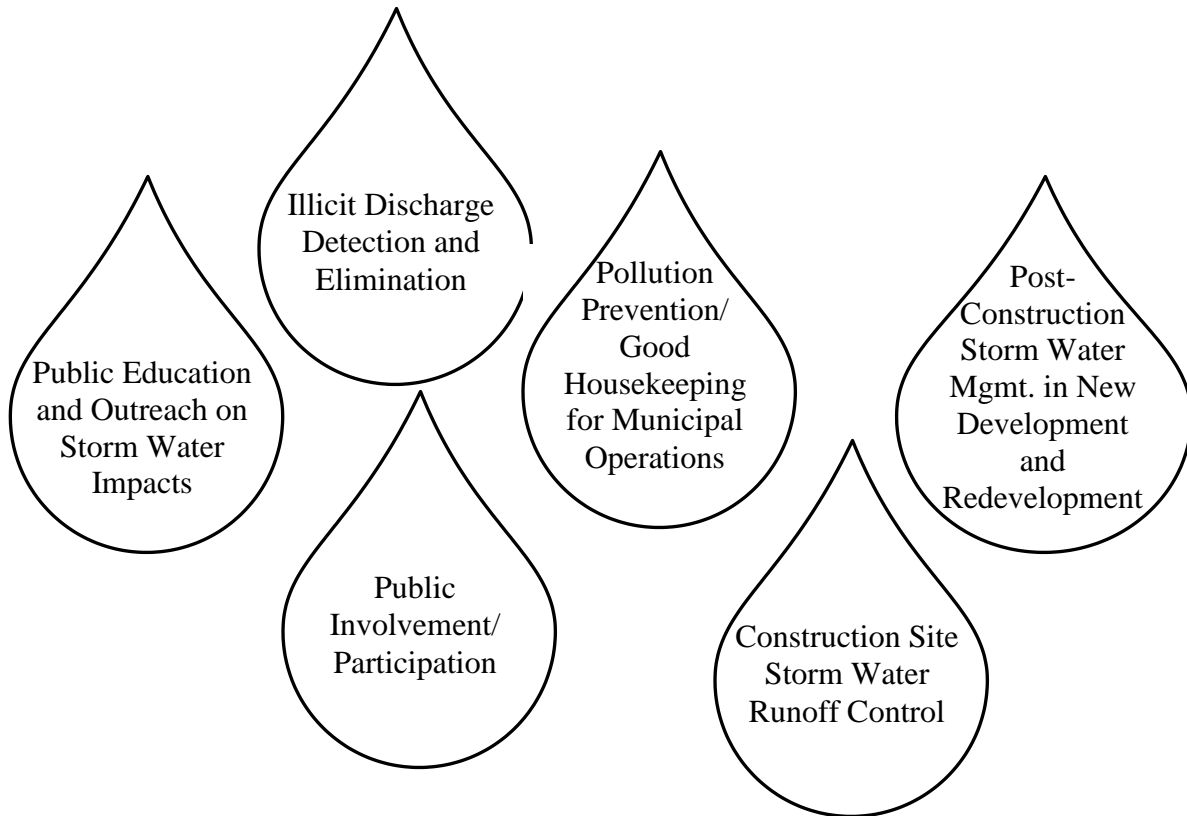 Illicit Discharge
Detection and
Elimination
Public Education
and Outreach on
Storm Water
Impacts
Pollution
Prevention/
Good
Housekeeping
for Municipal
Operations
Post-
Construction
Storm Water
Mgmt. in New
Development
and
Redevelopment
Public
Involvement/
Participation
Construction Site
Storm Water
Runoff Control